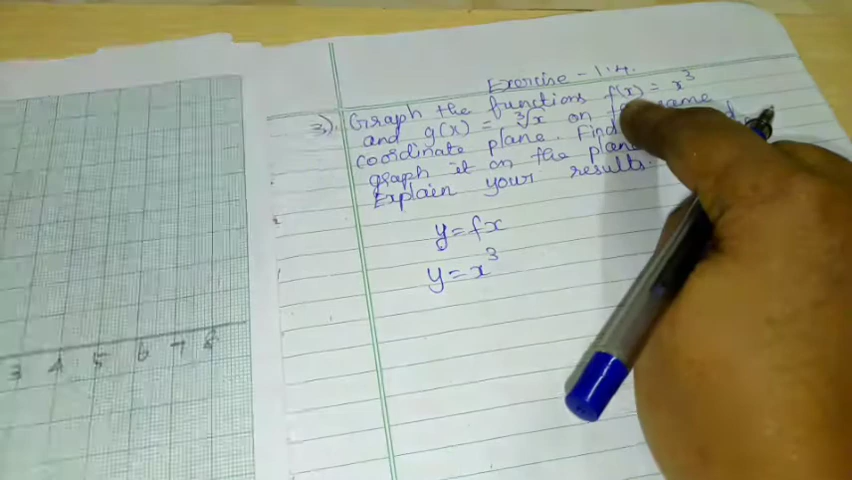 Exercise - 1.4.
3). Graph the functions f(x) = x³
and g(x) = ∛x on same
coordinate plane. Find
graph it on the plane
Explain your results.
y = fx
y = x³
3 4 5 6 7 8